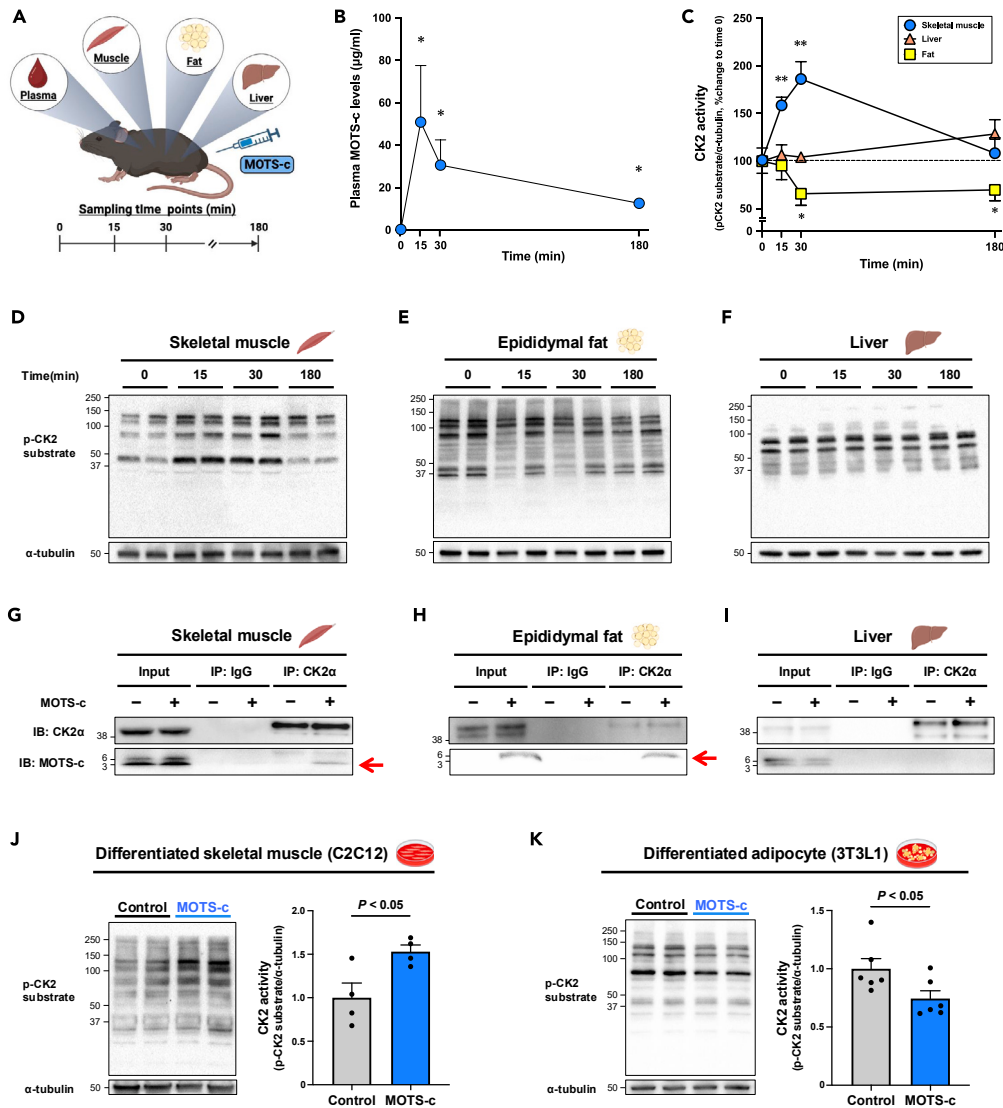 A
Plasma
Muscle
Fat
Liver
MOTS-c
Sampling time points (min)
0 15 30 180
B
Plasma MOTS-c levels (µg/ml)
100
80
60
40
20
0
* * *
0 15 30 180
Time (min)
C
CK2 activity
(pCK2 substrate/α-tubulin, %change to time 0)
250
200
150
100
50
0
Skeletal muscle
Liver
Fat
** ** * *
0 15 30 180
Time (min)
D
Skeletal muscle
Time(min) 0 15 30 180
p-CK2
substrate
250
150
100
50
37
α-tubulin 50
E
Epididymal fat
0 15 30 180
250
150
100
50
37
50
F
Liver
0 15 30 180
250
150
100
50
37
50
G
Skeletal muscle
Input IP: IgG IP: CK2α
MOTS-c − + − + − +
IB: CK2α 38
IB: MOTS-c 6
3
H
Epididymal fat
Input IP: IgG IP: CK2α
− + − + − +
38
6
3
I
Liver
Input IP: IgG IP: CK2α
− + − + − +
38
6
3
J
Differentiated skeletal muscle (C2C12)
Control MOTS-c
p-CK2
substrate
250
150
100
50
37
α-tubulin 50
CK2 activity
(p-CK2 substrate/α-tubulin)
2.0
1.5
1.0
0.5
0
P < 0.05
Control MOTS-c
K
Differentiated adipocyte (3T3L1)
Control MOTS-c
p-CK2
substrate
250
150
100
50
37
α-tubulin 50
CK2 activity
(p-CK2 substrate/α-tubulin)
1.5
1.0
0.5
0
P < 0.05
Control MOTS-c